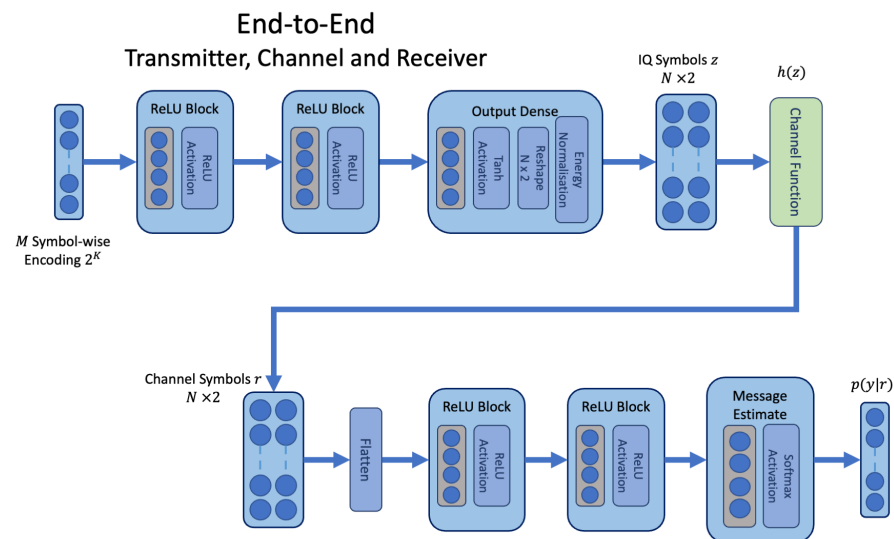 End-to-End
Transmitter, Channel and Receiver
IQ Symbols z
N ×2
h(z)
ReLU Block
ReLU
Activation
ReLU Block
ReLU
Activation
Output Dense
Tanh
Activation
Reshape
N x 2
Energy
Normalisation
Channel Function
M Symbol-wise
Encoding 2^K
Channel Symbols r
N ×2
Flatten
ReLU Block
ReLU
Activation
ReLU Block
ReLU
Activation
Message
Estimate
Softmax
Activation
p(y|r)